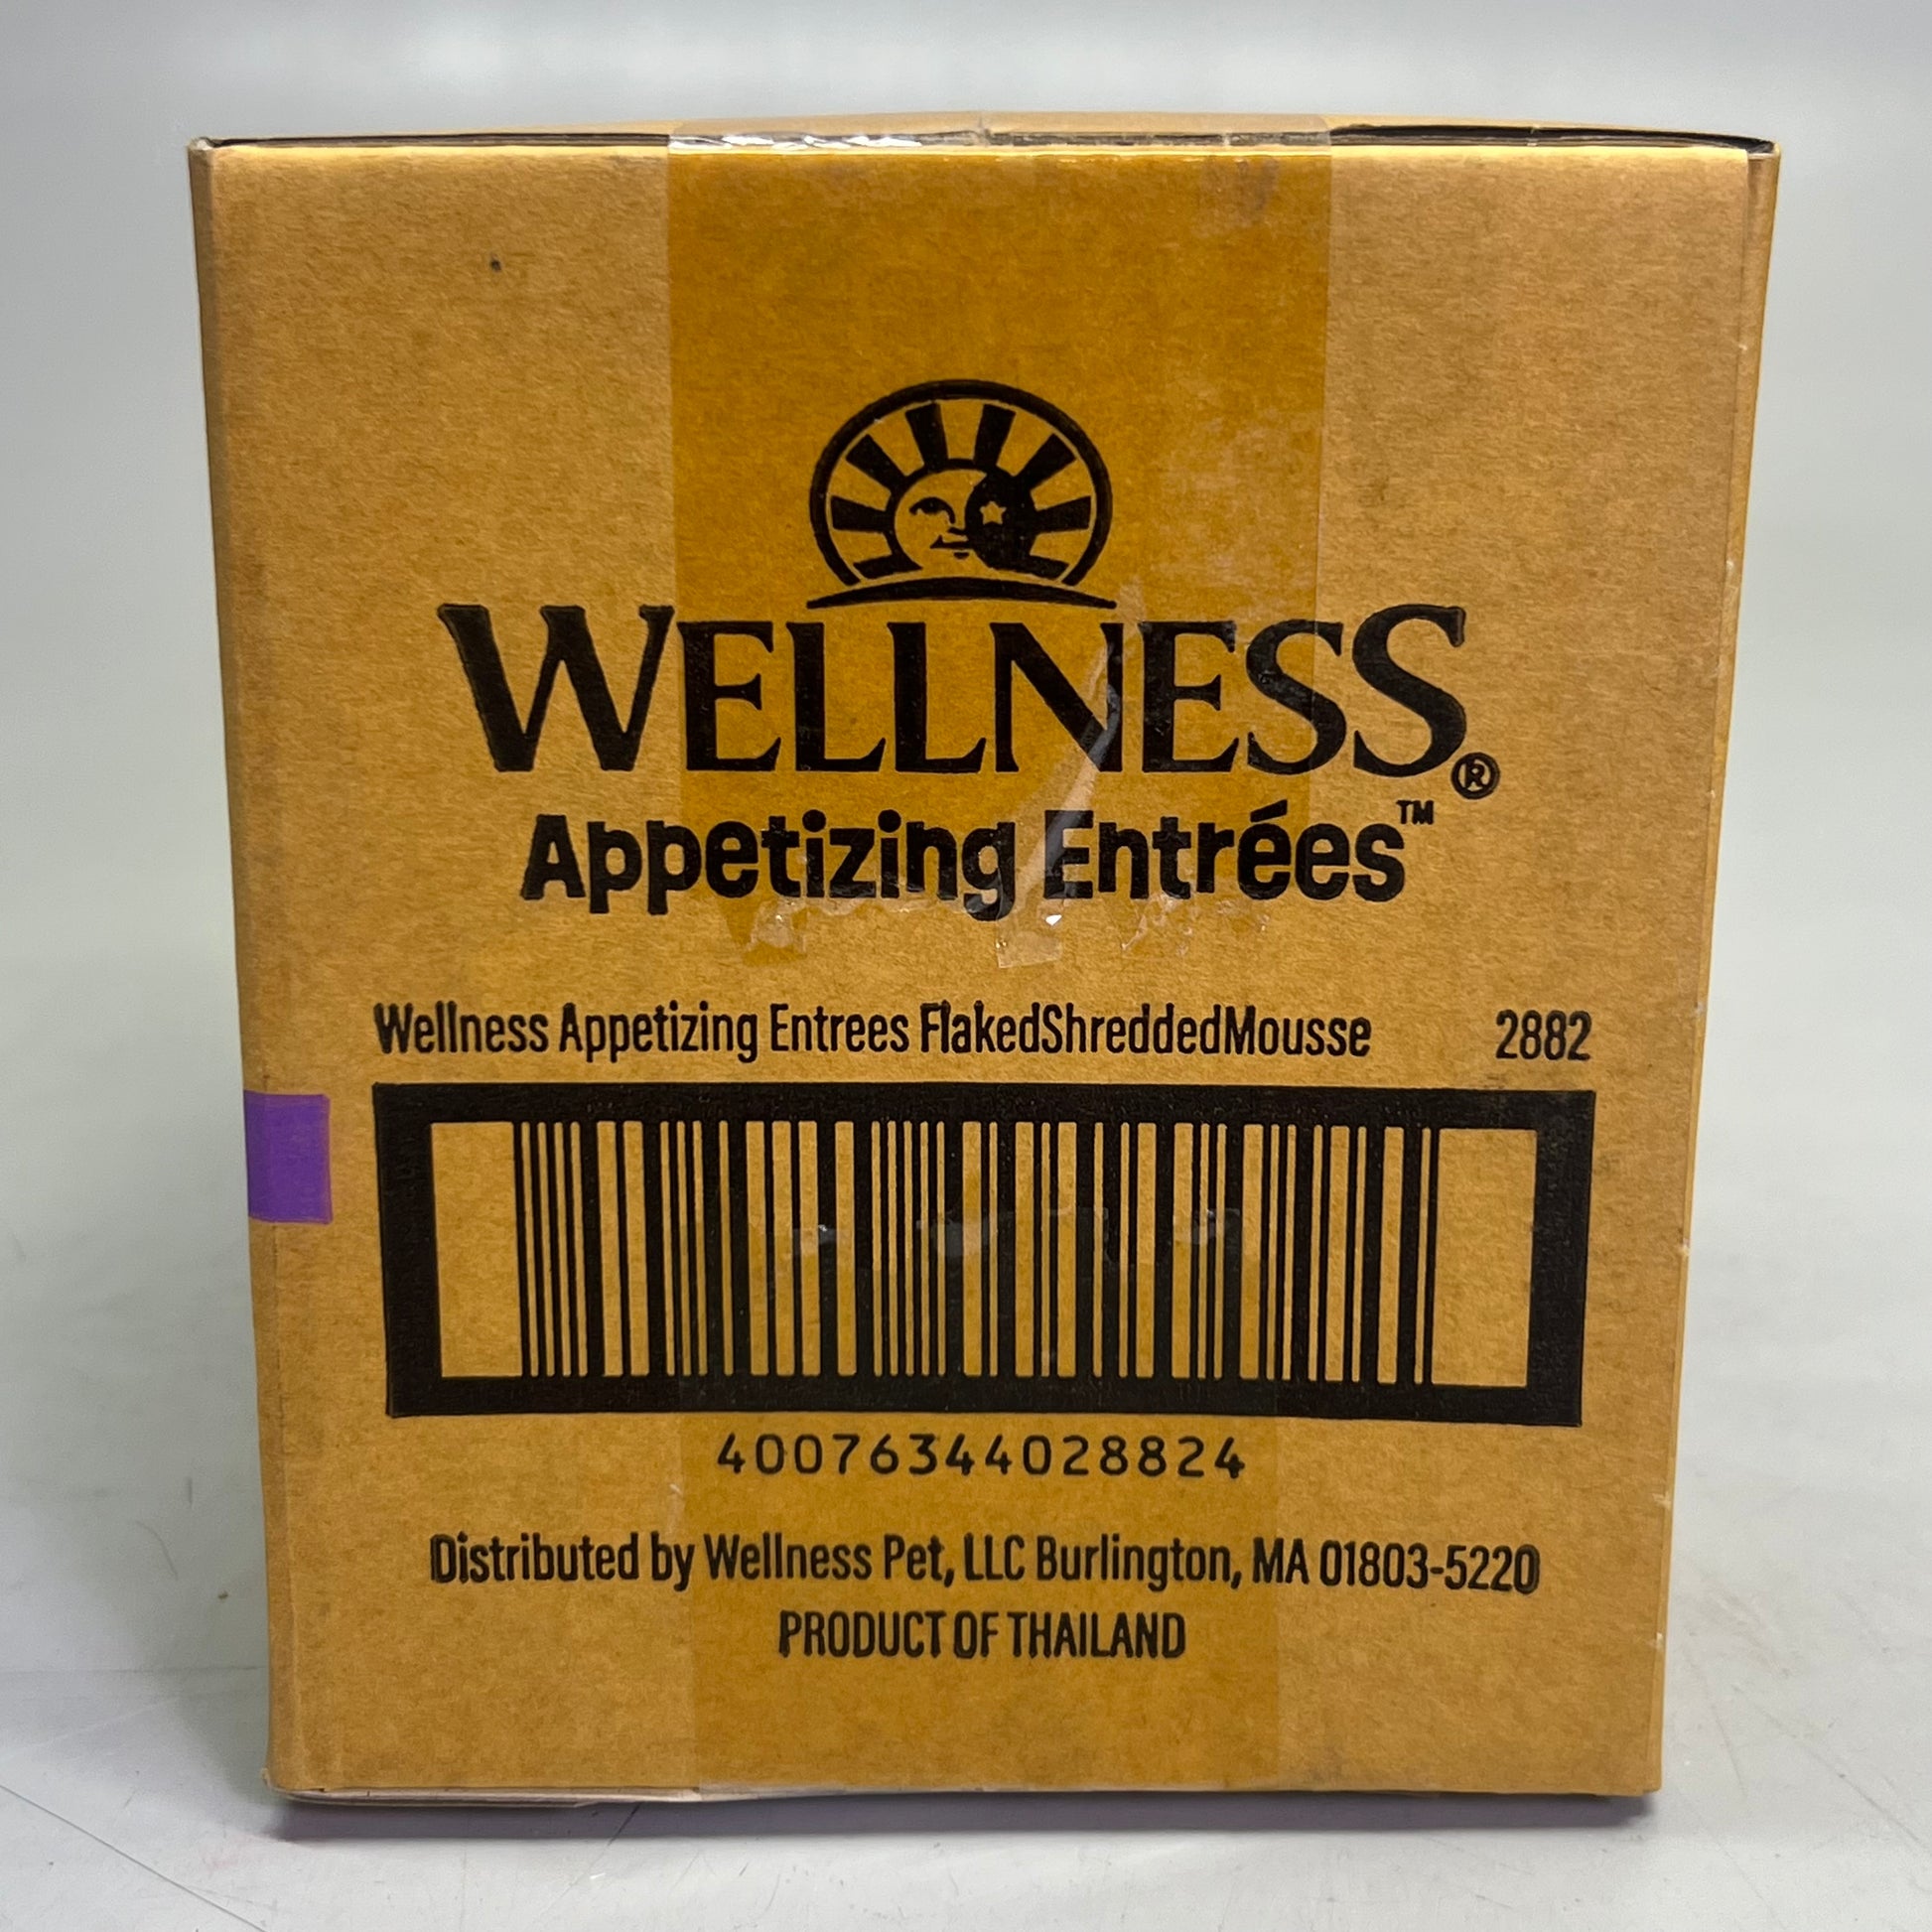 WELLNESS®
Appetizing Entrées™
Wellness Appetizing Entrees FlakedShreddedMousse 2882
40076344028824
Distributed by Wellness Pet, LLC Burlington, MA 01803-5220
PRODUCT OF THAILAND